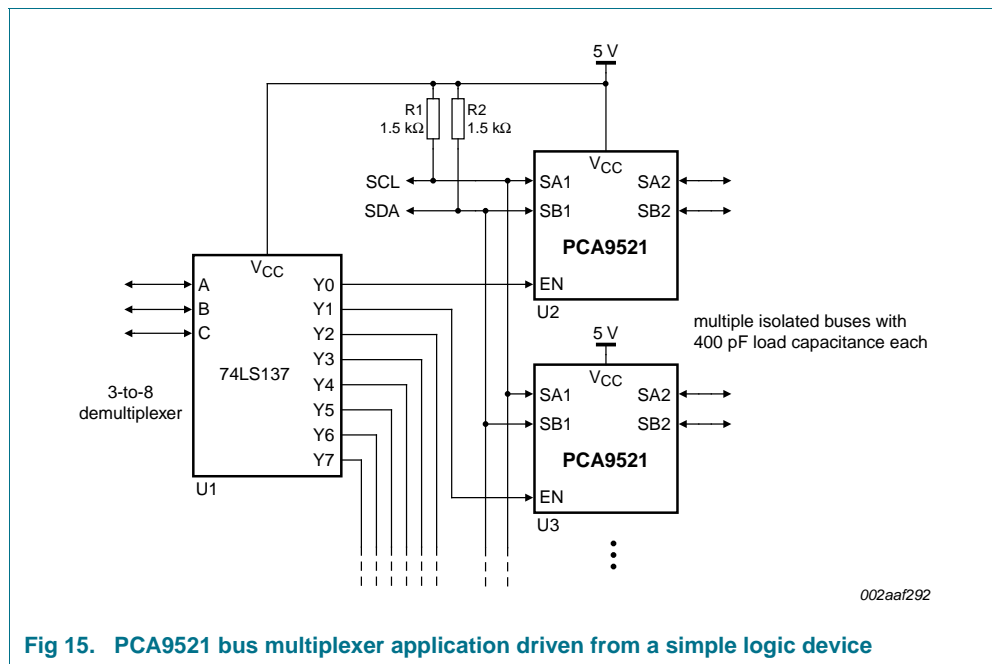 5 V
R1
1.5 kΩ
R2
1.5 kΩ
VCC
SCL
SDA
SA1
SB1
SA2
SB2
PCA9521
EN
U2
VCC
A
B
C
Y0
Y1
Y2
Y3
Y4
Y5
Y6
Y7
74LS137
3-to-8
demultiplexer
U1
multiple isolated buses with
400 pF load capacitance each
5 V
VCC
SA1
SB1
SA2
SB2
PCA9521
EN
U3
002aaf292
Fig 15. PCA9521 bus multiplexer application driven from a simple logic device